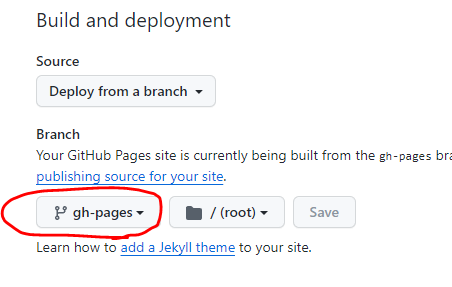 Build and deployment
Source
Deploy from a branch
Branch
Your GitHub Pages site is currently being built from the gh-pages
publishing source for your site.
gh-pages
/ (root)
Save
Learn how to add a Jekyll theme to your site.